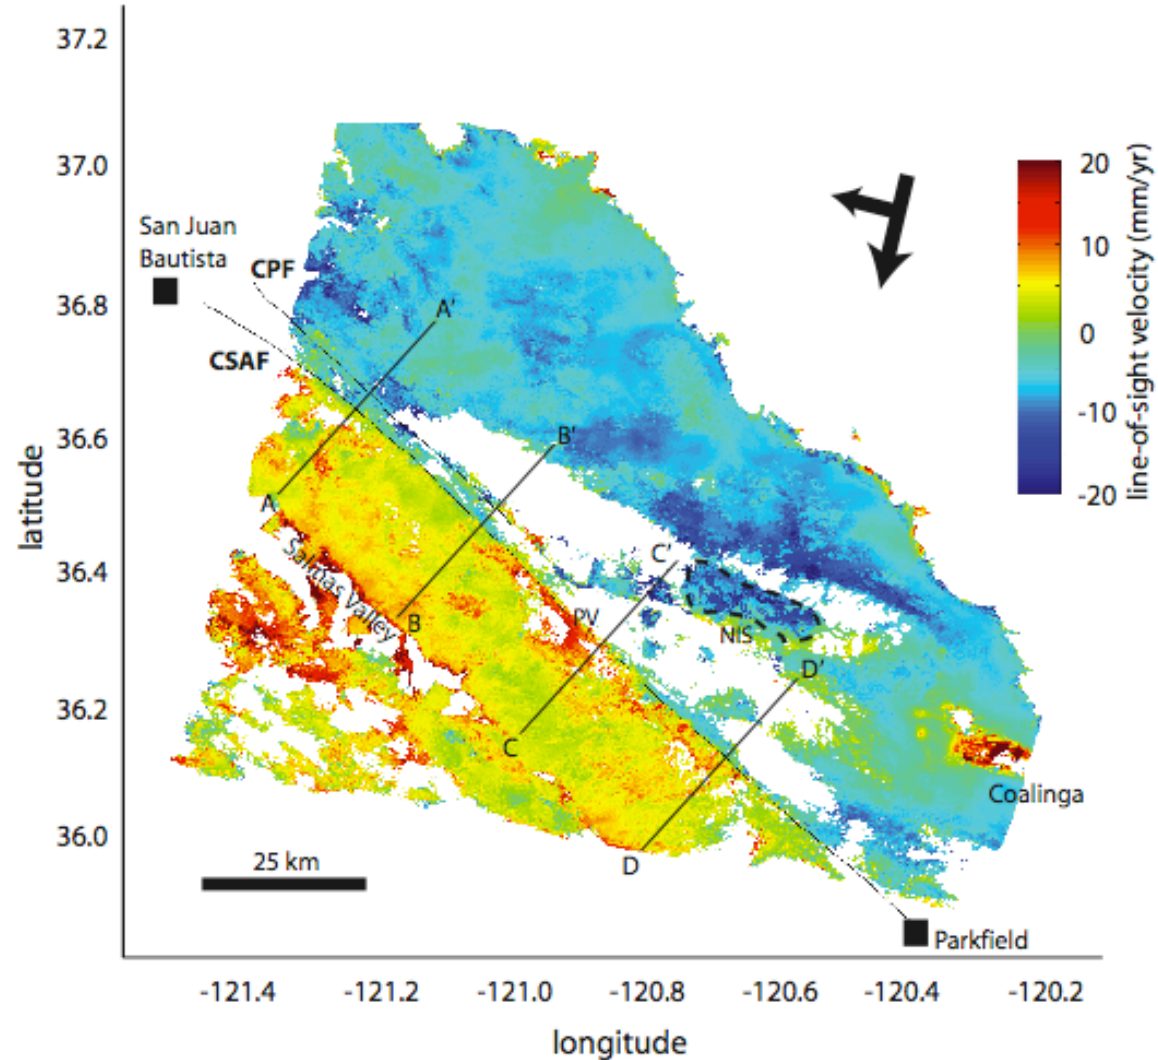 37.2
37.0
36.8
36.6
36.4
36.2
36.0
latitude
San Juan
Bautista
CPF
CSAF
A'
B'
C'
D'
A
B
C
D
Salinas Valley
PV
NIS
Coalinga
Parkfield
25 km
20
10
0
-10
-20
line-of-sight velocity (mm/yr)
-121.4
-121.2
-121.0
-120.8
-120.6
-120.4
-120.2
longitude